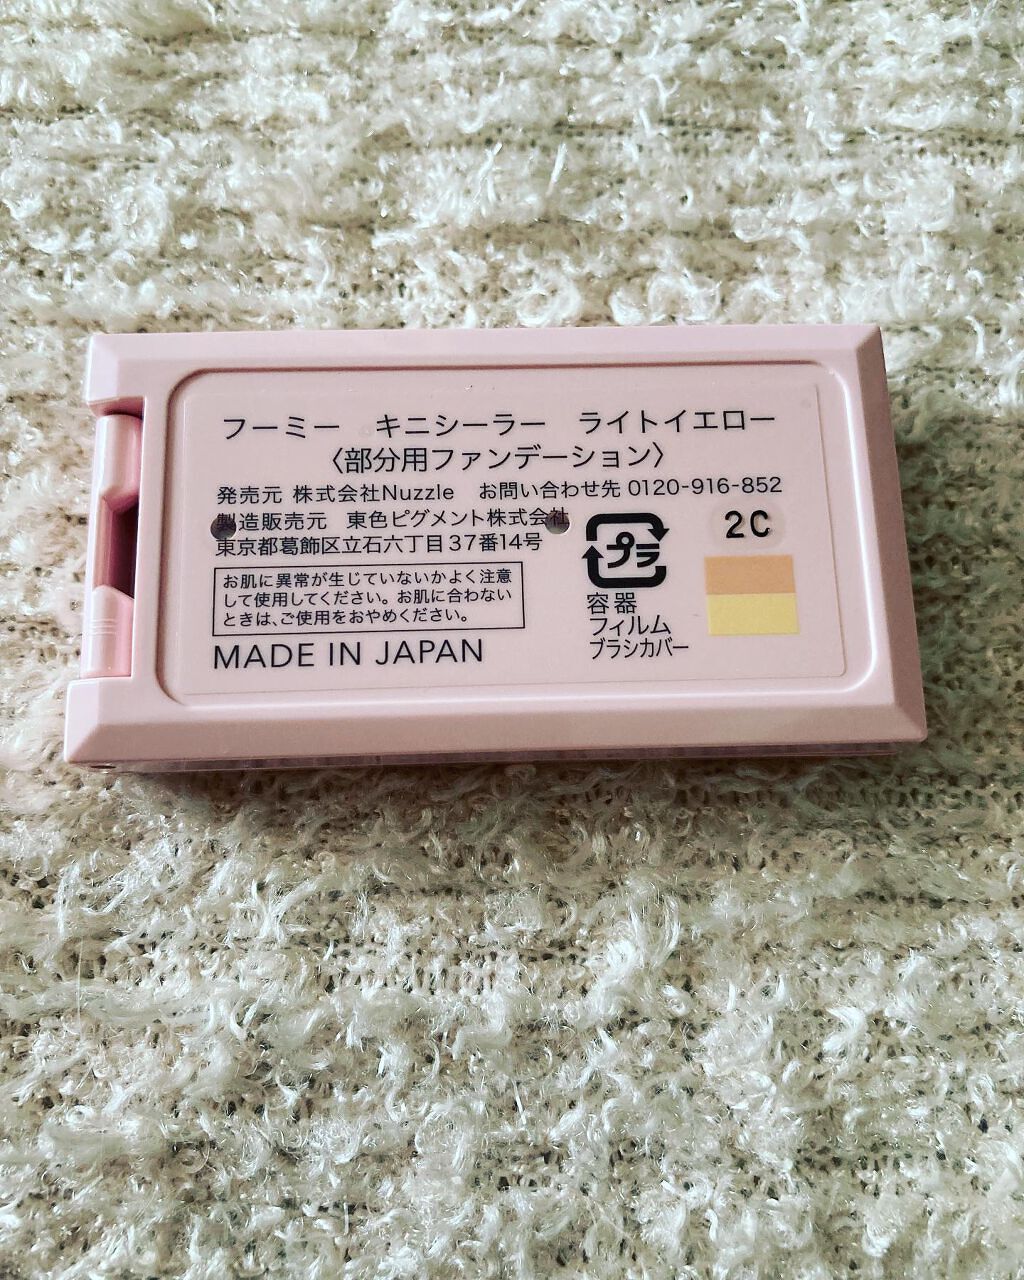 フーミー キニシーラー ライトイエロー
〈部分用ファンデーション〉
発売元 株式会社Nuzzle お問い合わせ先 0120-916-852
製造販売元 東色ピグメント株式会社
東京都葛飾区立石六丁目37番14号
お肌に異常が生じていないかよく注意
して使用してください。お肌に合わない
ときは、ご使用をおやめください。
MADE IN JAPAN
プラ
容器
フィルム
ブラシカバー
2C